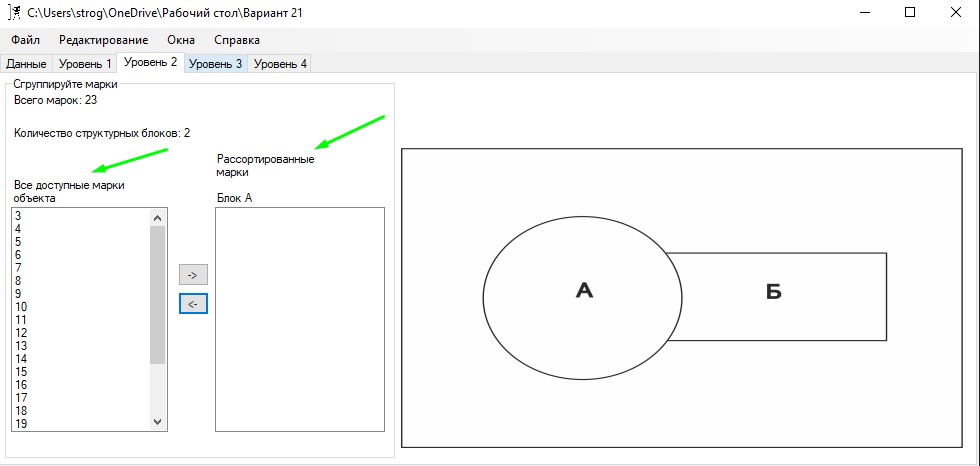 C:\Users\strog\OneDrive\Рабочий стол\Вариант 21
Файл Редактирование Окна Справка
Данные Уровень 1 Уровень 2 Уровень 3 Уровень 4
Сгруппируйте марки
Всего марок: 23
Количество структурных блоков: 2
Рассортированные
марки
Все доступные марки
объекта
Блок А
3
4
5
6
7
8
9
10
11
12
13
14
15
16
17
18
19
->
<-
А
Б